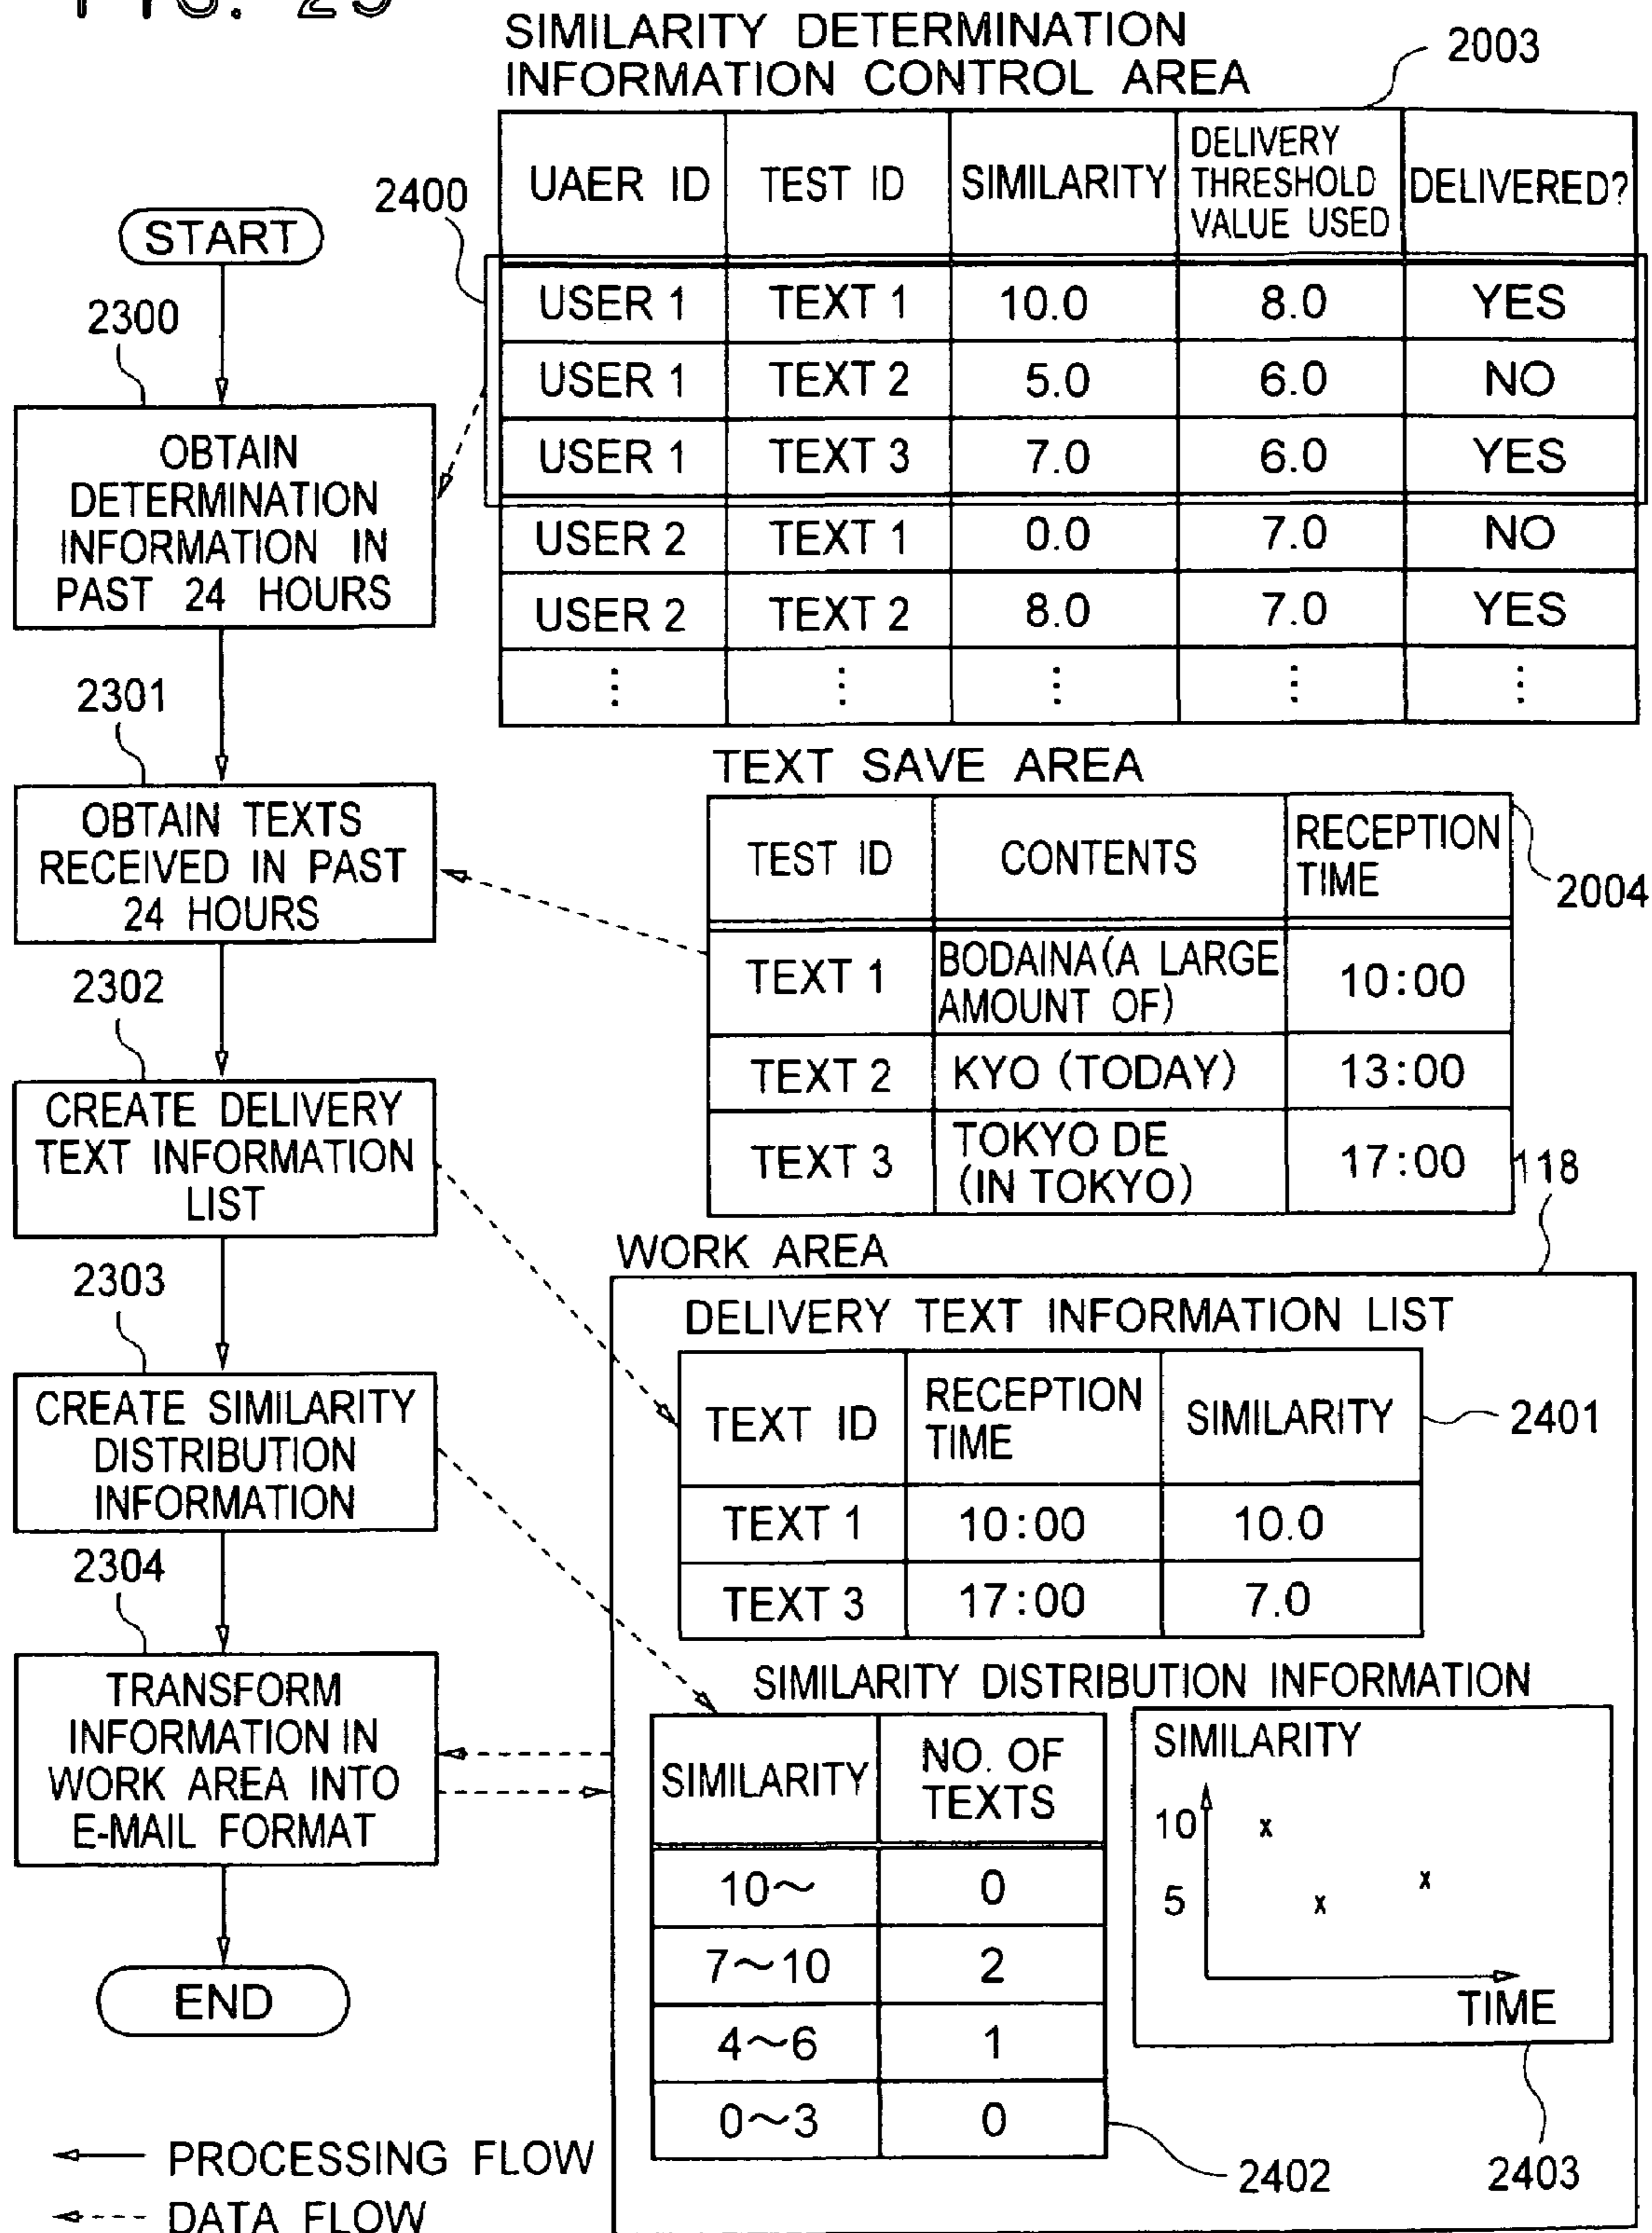 FIG. 25
SIMILARITY DETERMINATION
INFORMATION CONTROL AREA
2003
UAER ID TEST ID SIMILARITY DELIVERY THRESHOLD VALUE USED DELIVERED?
2400
USER 1 TEXT 1 10.0 8.0 YES
USER 1 TEXT 2 5.0 6.0 NO
USER 1 TEXT 3 7.0 6.0 YES
USER 2 TEXT 1 0.0 7.0 NO
USER 2 TEXT 2 8.0 7.0 YES
⋮ ⋮ ⋮ ⋮ ⋮
START
2300
OBTAIN
DETERMINATION
INFORMATION IN
PAST 24 HOURS
2301
OBTAIN TEXTS
RECEIVED IN PAST
24 HOURS
2302
CREATE DELIVERY
TEXT INFORMATION
LIST
2303
CREATE SIMILARITY
DISTRIBUTION
INFORMATION
2304
TRANSFORM
INFORMATION IN
WORK AREA INTO
E-MAIL FORMAT
END
TEXT SAVE AREA
TEST ID CONTENTS RECEPTION TIME
2004
TEXT 1 BODAINA(A LARGE AMOUNT OF) 10:00
TEXT 2 KYO (TODAY) 13:00
TEXT 3 TOKYO DE (IN TOKYO) 17:00
118
WORK AREA
DELIVERY TEXT INFORMATION LIST
TEXT ID RECEPTION TIME SIMILARITY
2401
TEXT 1 10:00 10.0
TEXT 3 17:00 7.0
SIMILARITY DISTRIBUTION INFORMATION
SIMILARITY NO. OF TEXTS
10~ 0
7~10 2
4~6 1
0~3 0
2402
SIMILARITY
10 x
5 x x
TIME
2403
PROCESSING FLOW
DATA FLOW